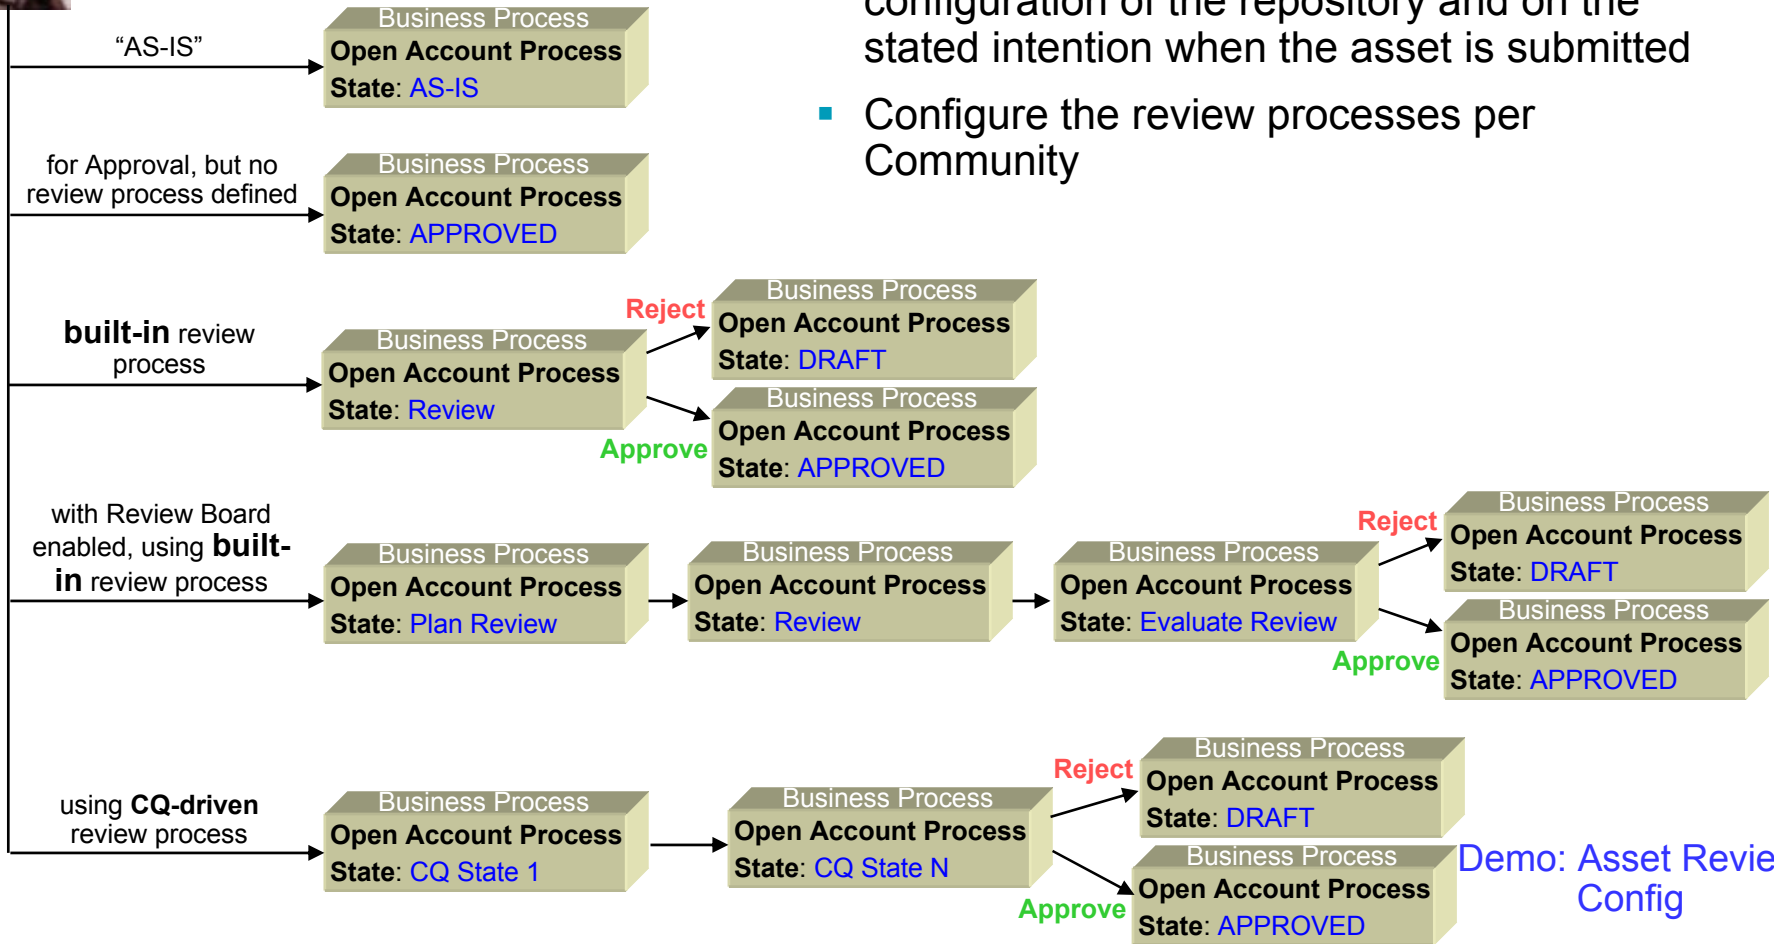 configuration of the repository and on the
stated intention when the asset is submitted
Configure the review processes per
Community
“AS-IS”
Business Process
Open Account Process
State: AS-IS
for Approval, but no
review process defined
Business Process
Open Account Process
State: APPROVED
built-in review
process
Business Process
Open Account Process
State: Review
Reject
Business Process
Open Account Process
State: DRAFT
Approve
Business Process
Open Account Process
State: APPROVED
with Review Board
enabled, using built-
in review process
Business Process
Open Account Process
State: Plan Review
Business Process
Open Account Process
State: Review
Business Process
Open Account Process
State: Evaluate Review
Reject
Business Process
Open Account Process
State: DRAFT
Approve
Business Process
Open Account Process
State: APPROVED
using CQ-driven
review process
Business Process
Open Account Process
State: CQ State 1
Business Process
Open Account Process
State: CQ State N
Reject
Business Process
Open Account Process
State: DRAFT
Approve
Business Process
Open Account Process
State: APPROVED
Demo: Asset Revie
Config